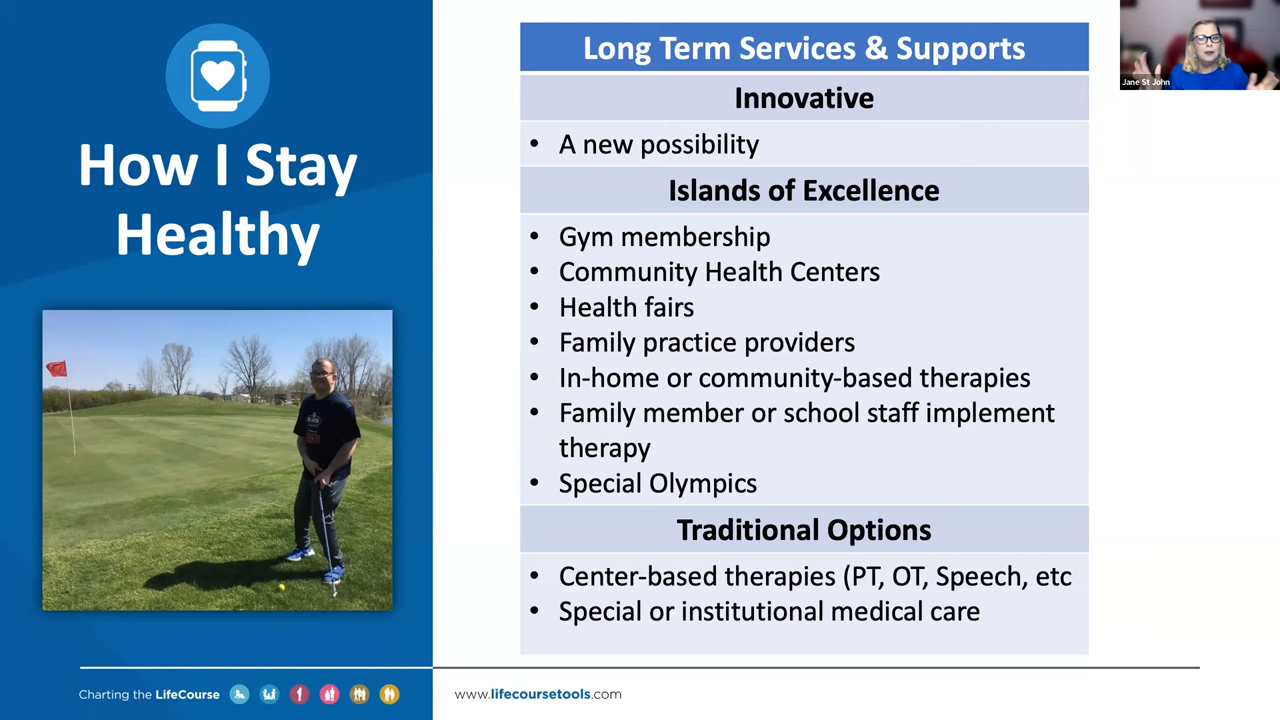 How I Stay
Healthy
Long Term Services & Supports
Innovative
• A new possibility
Islands of Excellence
• Gym membership
• Community Health Centers
• Health fairs
• Family practice providers
• In-home or community-based therapies
• Family member or school staff implement
therapy
• Special Olympics
Traditional Options
• Center-based therapies (PT, OT, Speech, etc
• Special or institutional medical care
Jane St John
Charting the LifeCourse
www.lifecoursetools.com